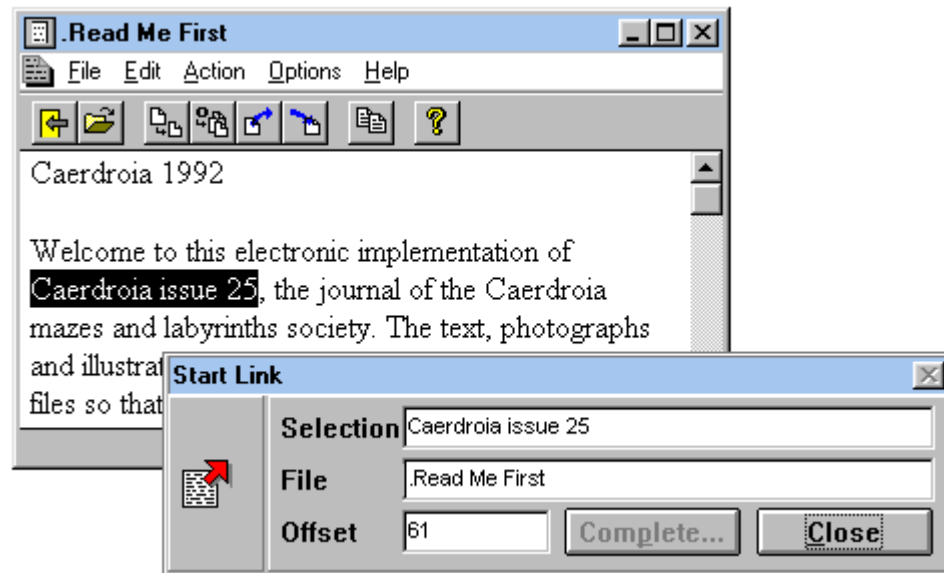 .Read Me First
File Edit Action Options Help
Caerdroia 1992
Welcome to this electronic implementation of
Caerdroia issue 25, the journal of the Caerdroia
mazes and labyrinths society. The text, photographs
and illustrat
files so that
Start Link
Selection Caerdroia issue 25
File .Read Me First
Offset 61 Complete... Close